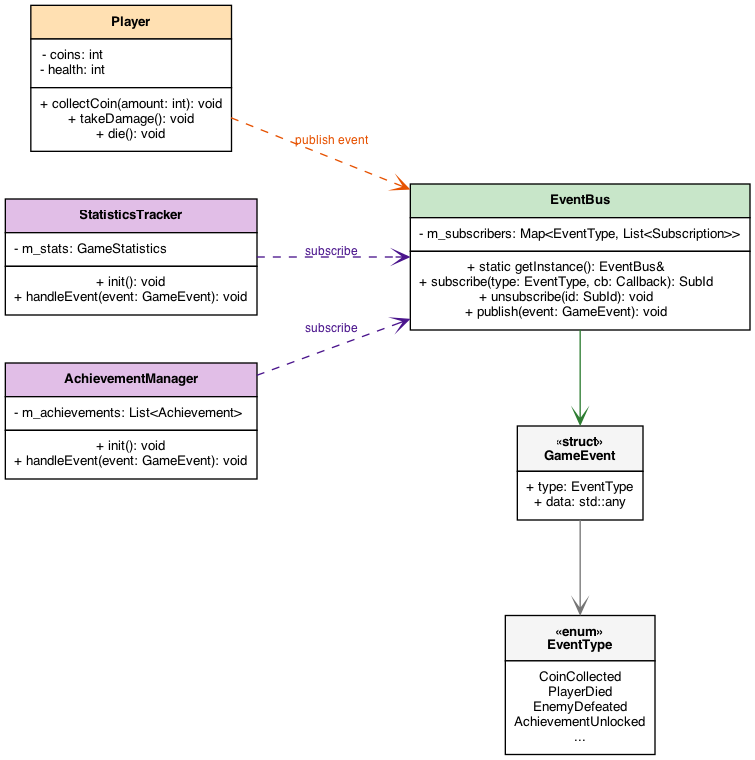 Player
- coins: int
- health: int
+ collectCoin(amount: int): void
+ takeDamage(): void
+ die(): void
publish event
StatisticsTracker
- m_stats: GameStatistics
+ init(): void
+ handleEvent(event: GameEvent): void
subscribe
EventBus
- m_subscribers: Map<EventType, List<Subscription>>
+ static getInstance(): EventBus&
+ subscribe(type: EventType, cb: Callback): SubId
+ unsubscribe(id: SubId): void
+ publish(event: GameEvent): void
subscribe
AchievementManager
- m_achievements: List<Achievement>
+ init(): void
+ handleEvent(event: GameEvent): void
«struct»
GameEvent
+ type: EventType
+ data: std::any
«enum»
EventType
CoinCollected
PlayerDied
EnemyDefeated
AchievementUnlocked
...